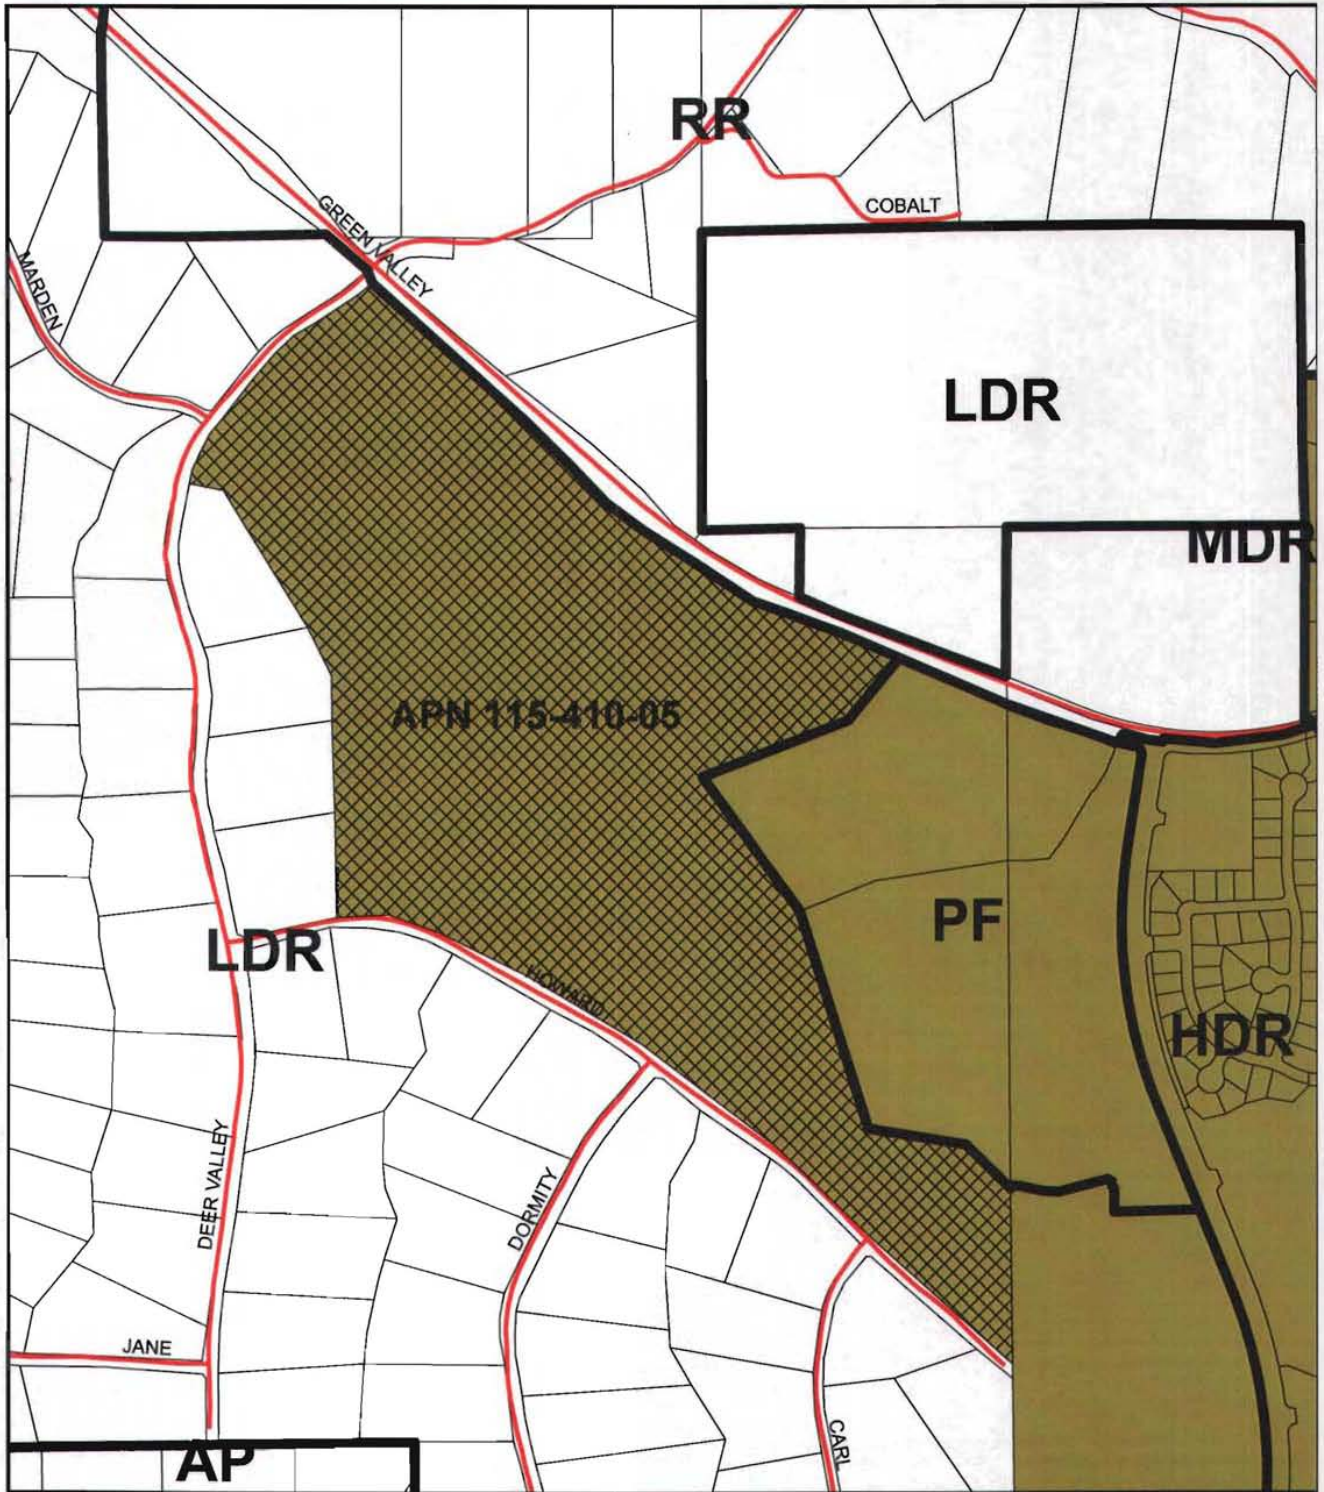 RR
COBALT
GREEN VALLEY
MARDEN
LDR
MDR
APN 115-410-05
PF
LDR
HOWARD
HDR
DEER VALLEY
DORMITY
JANE
CARL
AP